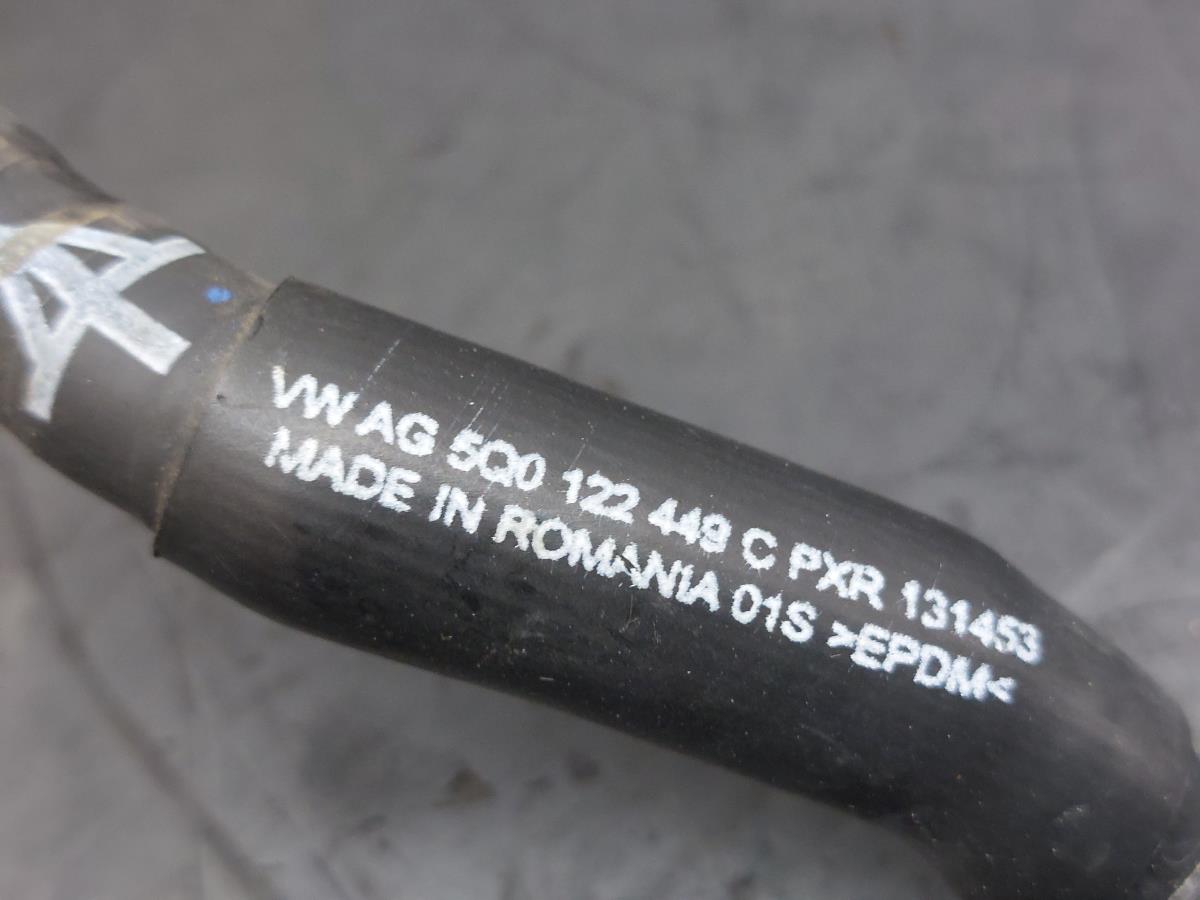 VW AG 5Q0 122 449 C PXR 131453
MADE IN ROMANIA 01S >EPDM<